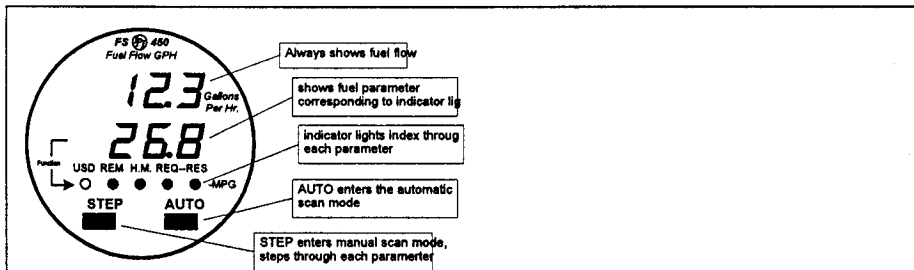 FS 450
Fuel Flow GPH
12.3
Gallons
Per Hr.
26.8
Function
USD REM H.M. REQ--RES
-MPG
STEP AUTO
Always shows fuel flow
shows fuel parameter
corresponding to indicator lig
indicator lights index throug
each parameter
AUTO enters the automatic
scan mode
STEP enters manual scan mode,
steps through each paramerter